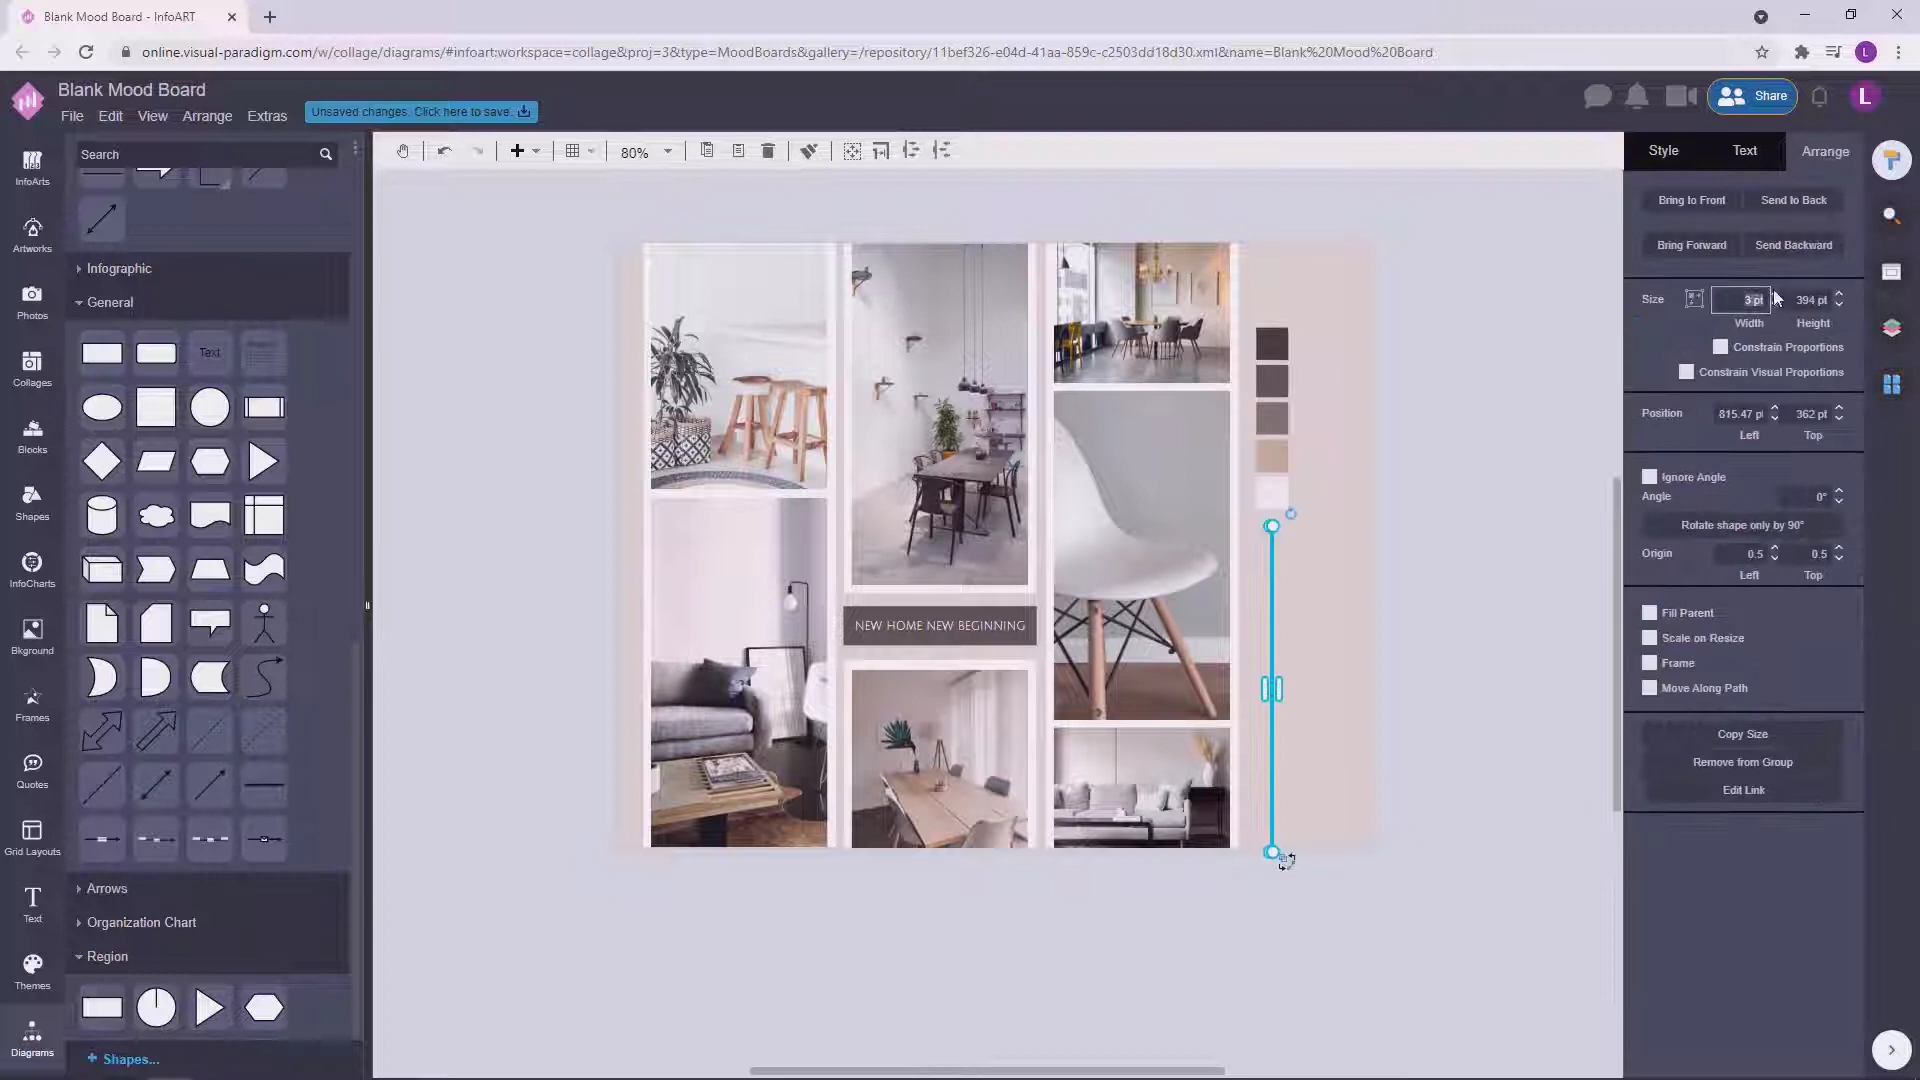 Blank Mood Board - InfoART
online.visual-paradigm.com/w/collage/diagrams/#infoart:workspace=collage&proj=3&type=MoodBoards&gallery=/repository/11bef326-e04d-41aa-859c-c2503dd18d30.xml&name=Blank%20Mood%20Board
L
Blank Mood Board
File Edit View Arrange Extras
Unsaved changes. Click here to save.
Share
L
InfoArts
Artworks
Photos
Collages
Blocks
Shapes
InfoCharts
Bkground
Frames
Quotes
Grid Layouts
Text
Themes
Diagrams
Search
Infographic
General
Text
Arrows
Organization Chart
Region
+ Shapes...
80%
NEW HOME NEW BEGINNING
Style Text Arrange
Bring to Front Send to Back
Bring Forward Send Backward
Size 3 pt 394 pt
Width Height
Constrain Proportions
Constrain Visual Proportions
Position 815.47 pt 362 pt
Left Top
Ignore Angle
Angle 0°
Rotate shape only by 90°
Origin 0.5 0.5
Left Top
Fill Parent
Scale on Resize
Frame
Move Along Path
Copy Size
Remove from Group
Edit Link